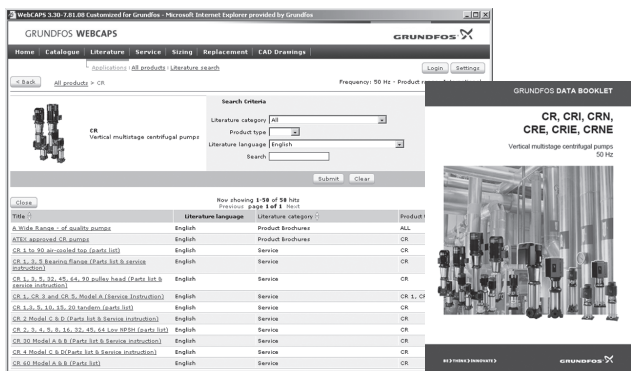 WebCAPS 3.30-7.81.08 Customized for Grundfos - Microsoft Internet Explorer provided by Grundfos
GRUNDFOS WEBCAPS
GRUNDFOS
Home Catalogue Literature Service Sizing Replacement CAD Drawings
Applications All products Literature search
Login Settings
< Back All products > CR
Frequency: 50 Hz - Product
Search Criteria
CR
Vertical multistage centrifugal pumps
Literature category All
Product type
Literature language English
Search
Submit Clear
Close
Now showing 1-58 of 58 hits
Previous page 1 of 1 Next
Title Literature language Literature category Product
A Wide Range - of quality pumps English Product Brochures ALL
ATEX approved CR pumps English Product Brochures CR
CR 1 to 90 air-cooled top (parts list) English Service CR
CR 1, 3, 5 Bearing flange (Parts list & service
instruction) English Service CR
CR 1, 3, 5, 32, 45, 64, 90 pulley head (Parts list &
service instruction) English Service CR
CR 1, CR 3 and CR 5, Model A (Service Instruction) English Service CR 1, CR
CR 1,3, 5, 10, 15, 20 tandem (parts list) English Service CR
CR 2 Model C & D (Parts list & Service instruction) English Service CR
CR 2, 3, 4, 5, 8, 16, 32, 45, 64 Low NPSH (parts list) English Service CR
CR 30 Model A & B (Parts list & Service instruction) English Service CR
CR 4 Model C & D(Parts list & Service instruction) English Service CR
CR 60 Model A & B (Parts list) English Service CR
GRUNDFOS DATA BOOKLET
CR, CRI, CRN,
CRE, CRIE, CRNE
Vertical multistage centrifugal pumps
50 Hz
BE > THINK > INNOVATE >
GRUNDFOS